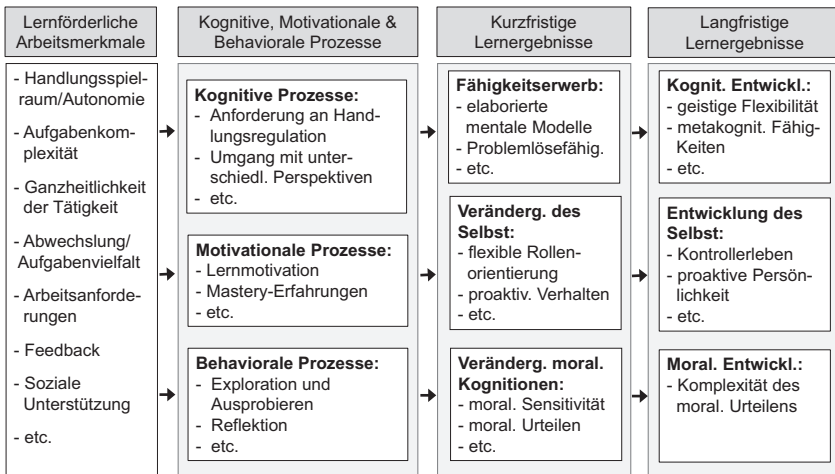 Lernförderliche
Arbeitsmerkmale
- Handlungsspiel-
raum/Autonomie
- Aufgabenkom-
plexität
- Ganzheitlichkeit
der Tätigkeit
- Abwechslung/
Aufgabenvielfalt
- Arbeitsanforde-
rungen
- Feedback
- Soziale
Unterstützung
- etc.
Kognitive, Motivationale &
Behaviorale Prozesse
Kognitive Prozesse:
- Anforderung an Hand-
lungsregulation
- Umgang mit unter-
schiedl. Perspektiven
- etc.
Motivationale Prozesse:
- Lernmotivation
- Mastery-Erfahrungen
- etc.
Behaviorale Prozesse:
- Exploration und
Ausprobieren
- Reflektion
- etc.
Kurzfristige
Lernergebnisse
Fähigkeitserwerb:
- elaborierte
mentale Modelle
- Problemlösefähig.
- etc.
Veränderg. des
Selbst:
- flexible Rollen-
orientierung
- proaktiv. Verhalten
- etc.
Veränderg. moral.
Kognitionen:
- moral. Sensitivität
- moral. Urteilen
- etc.
Langfristige
Lernergebnisse
Kognit. Entwickl.:
- geistige Flexibilität
- metakognit. Fähig-
Keiten
- etc.
Entwicklung des
Selbst:
- Kontrollerleben
- proaktive Persön-
lichkeit
- etc.
Moral. Entwickl.:
- Komplexität des
moral. Urteilens